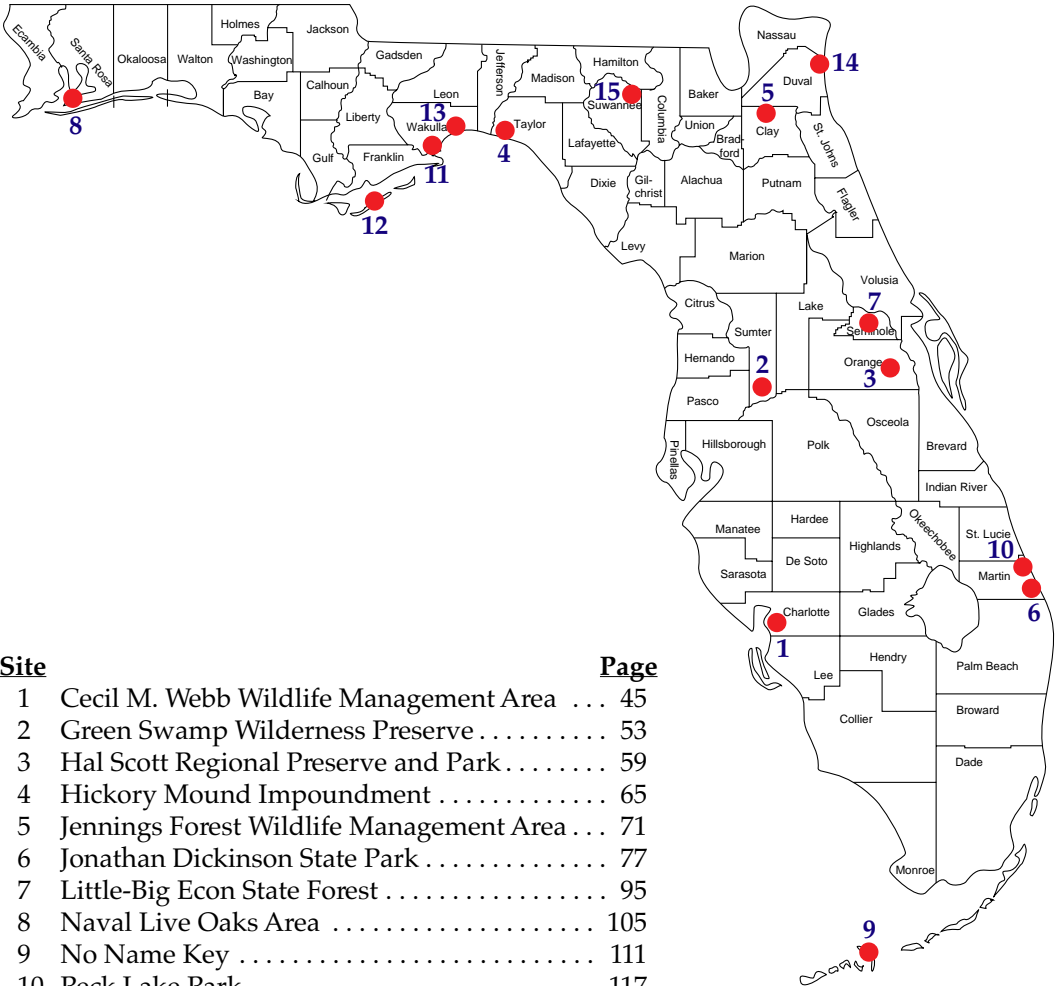 Ecambia
Santa Rosa
Okaloosa
Walton
Holmes
Washington
Jackson
Bay
Calhoun
Gulf
Liberty
Gadsden
Franklin
Leon
Wakulla
Jefferson
Madison
Taylor
Hamilton
Suwannee
Lafayette
Dixie
Columbia
Baker
Union
Brad-
ford
Gil-
christ
Alachua
Levy
Nassau
Duval
Clay
St. Johns
Putnam
Flagler
Marion
Volusia
Citrus
Sumter
Lake
Seminole
Hernando
Orange
Pasco
Osceola
Pinellas
Hillsborough
Polk
Brevard
Indian River
Manatee
Hardee
Okeechobee
St. Lucie
Highlands
De Soto
Sarasota
Martin
Charlotte
Glades
Lee
Hendry
Palm Beach
Collier
Broward
Dade
Monroe
8
13
11
12
4
15
5
14
7
3
2
10
6
1
9
Site Page
1 Cecil M. Webb Wildlife Management Area ... 45
2 Green Swamp Wilderness Preserve .......... 53
3 Hal Scott Regional Preserve and Park ........ 59
4 Hickory Mound Impoundment ............. 65
5 Jennings Forest Wildlife Management Area ... 71
6 Jonathan Dickinson State Park .............. 77
7 Little-Big Econ State Forest ................. 95
8 Naval Live Oaks Area .................... 105
9 No Name Key ........................... 111
10 Peck Lake Park 117